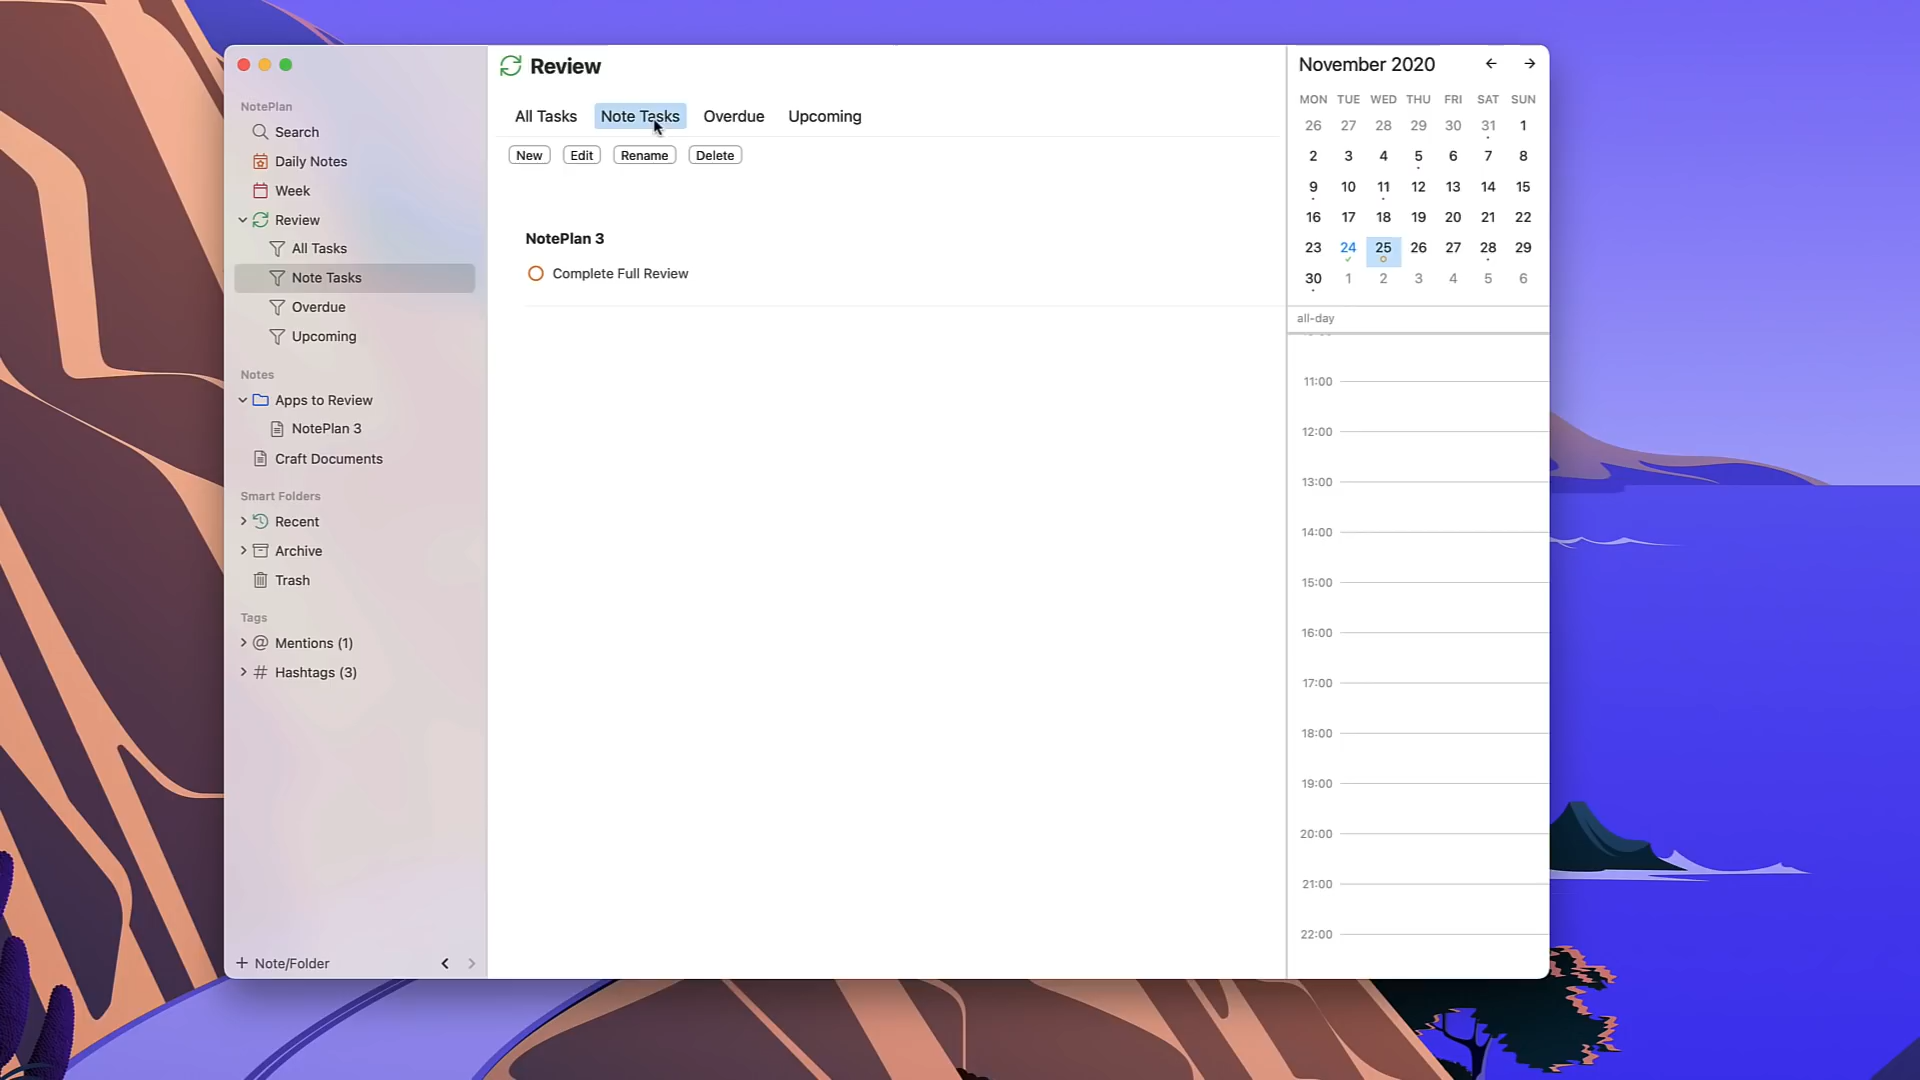 NotePlan
Search
Daily Notes
Week
Review
All Tasks
Note Tasks
Overdue
Upcoming
Notes
Apps to Review
NotePlan 3
Craft Documents
Smart Folders
Recent
Archive
Trash
Tags
@ Mentions (1)
# Hashtags (3)
+ Note/Folder
Review
All Tasks Note Tasks Overdue Upcoming
New Edit Rename Delete
NotePlan 3
Complete Full Review
November 2020
MON TUE WED THU FRI SAT SUN
26 27 28 29 30 31 1
2 3 4 5 6 7 8
9 10 11 12 13 14 15
16 17 18 19 20 21 22
23 24 25 26 27 28 29
30 1 2 3 4 5 6
all-day
11:00
12:00
13:00
14:00
15:00
16:00
17:00
18:00
19:00
20:00
21:00
22:00